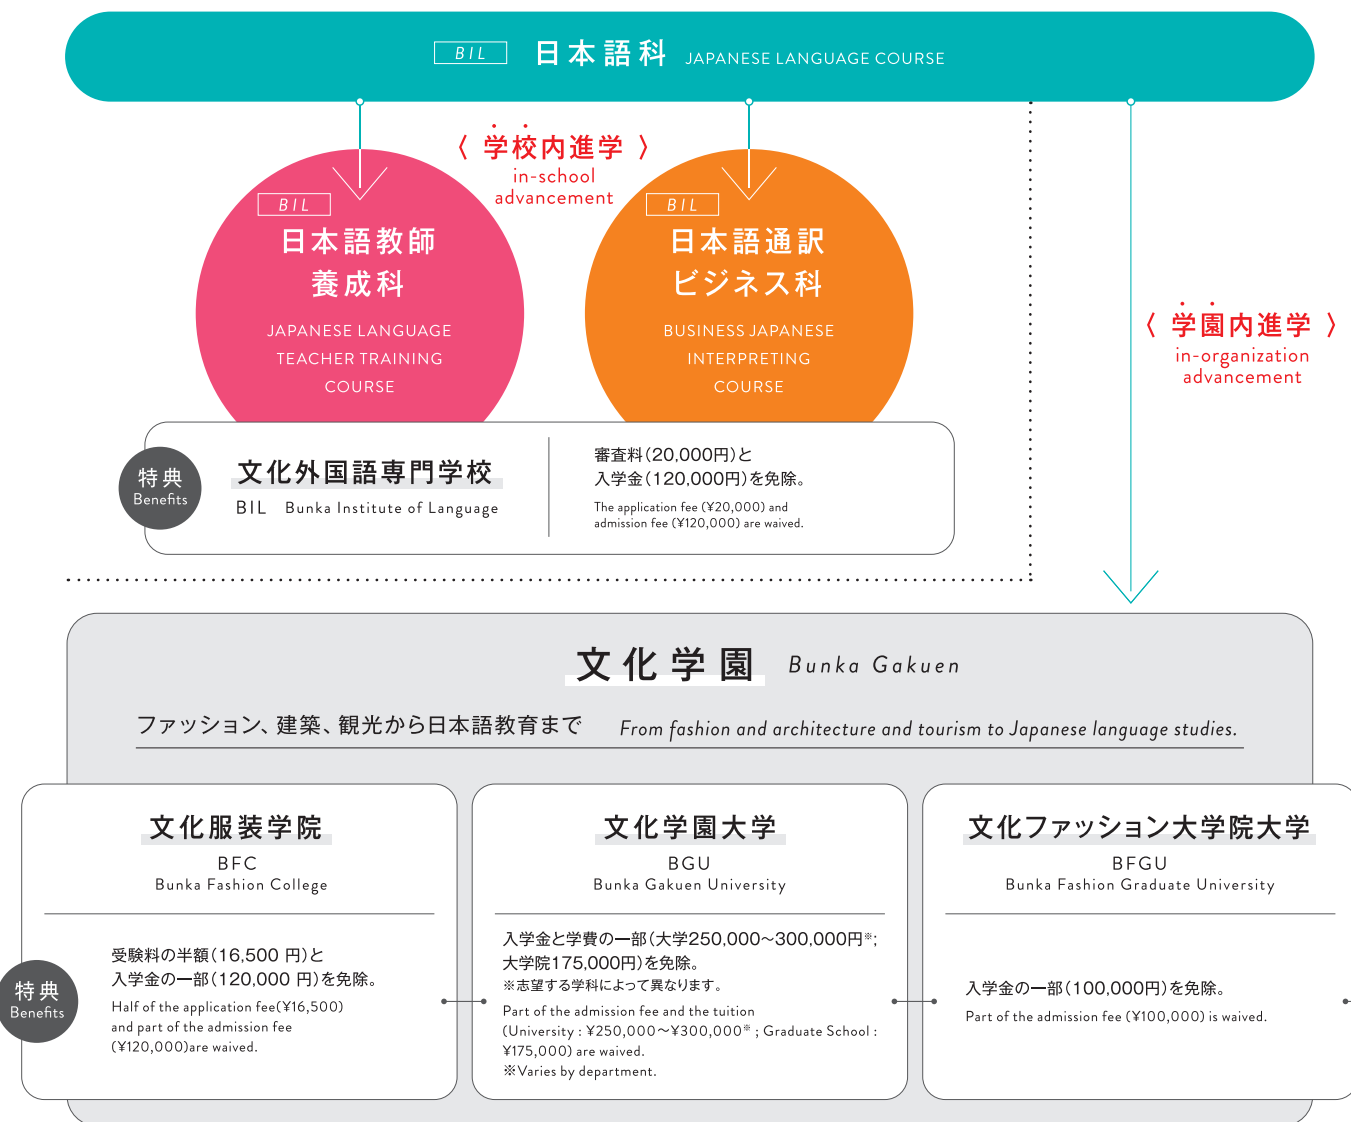 BIL 日本語科 JAPANESE LANGUAGE COURSE
〈 学校内進学 〉
in-school
advancement
BIL
日本語教師
養成科
JAPANESE LANGUAGE
TEACHER TRAINING
COURSE
BIL
日本語通訳
ビジネス科
BUSINESS JAPANESE
INTERPRETING
COURSE
〈 学園内進学 〉
in-organization
advancement
特典
Benefits
文化外国語専門学校
BIL Bunka Institute of Language
審査料（20,000円）と
入学金（120,000円）を免除。
The application fee (¥20,000) and
admission fee (¥120,000) are waived.
文化学園 Bunka Gakuen
ファッション、建築、観光から日本語教育まで From fashion and architecture and tourism to Japanese language studies.
文化服装学院
BFC
Bunka Fashion College
特典
Benefits
受験料の半額（16,500 円）と
入学金の一部（120,000 円）を免除。
Half of the application fee(¥16,500)
and part of the admission fee
(¥120,000)are waived.
文化学園大学
BGU
Bunka Gakuen University
入学金と学費の一部（大学250,000〜300,000円※;
大学院175,000円）を免除。
※志望する学科によって異なります。
Part of the admission fee and the tuition
(University : ¥250,000〜¥300,000※ ; Graduate School :
¥175,000) are waived.
※Varies by department.
文化ファッション大学院大学
BFGU
Bunka Fashion Graduate University
入学金の一部（100,000円）を免除。
Part of the admission fee (¥100,000) is waived.